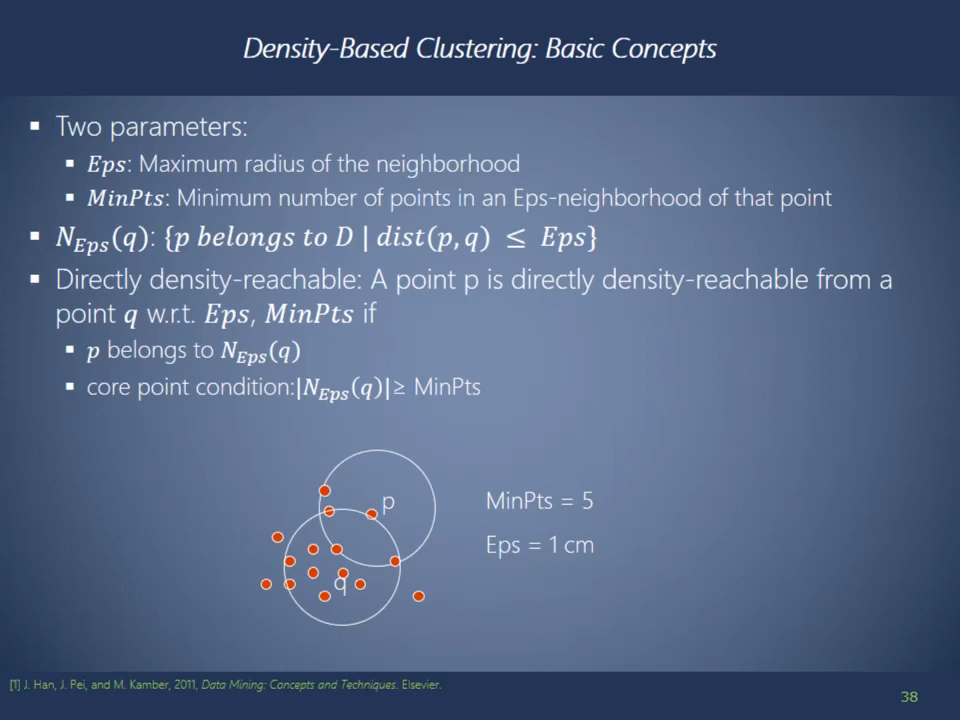 Density-Based Clustering: Basic Concepts
▪ Two parameters:
▪ Eps: Maximum radius of the neighborhood
▪ MinPts: Minimum number of points in an Eps-neighborhood of that point
▪ N_Eps(q): {p belongs to D | dist(p, q) ≤ Eps}
▪ Directly density-reachable: A point p is directly density-reachable from a
point q w.r.t. Eps, MinPts if
▪ p belongs to N_Eps(q)
▪ core point condition:|N_Eps(q)|≥ MinPts
p
MinPts = 5
Eps = 1 cm
q
[1] J. Han, J. Pei, and M. Kamber, 2011, Data Mining: Concepts and Techniques. Elsevier.
38